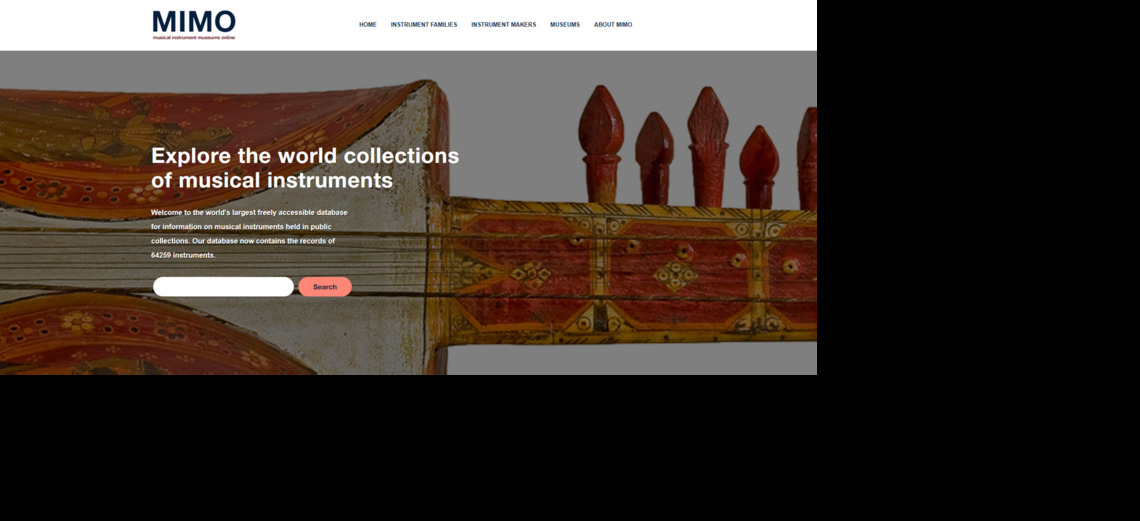 MIMO
musical instrument museums online
HOME INSTRUMENT FAMILIES INSTRUMENT MAKERS MUSEUMS ABOUT MIMO
Explore the world collections
of musical instruments
Welcome to the world's largest freely accessible database
for information on musical instruments held in public
collections. Our database now contains the records of
64259 instruments.
Search